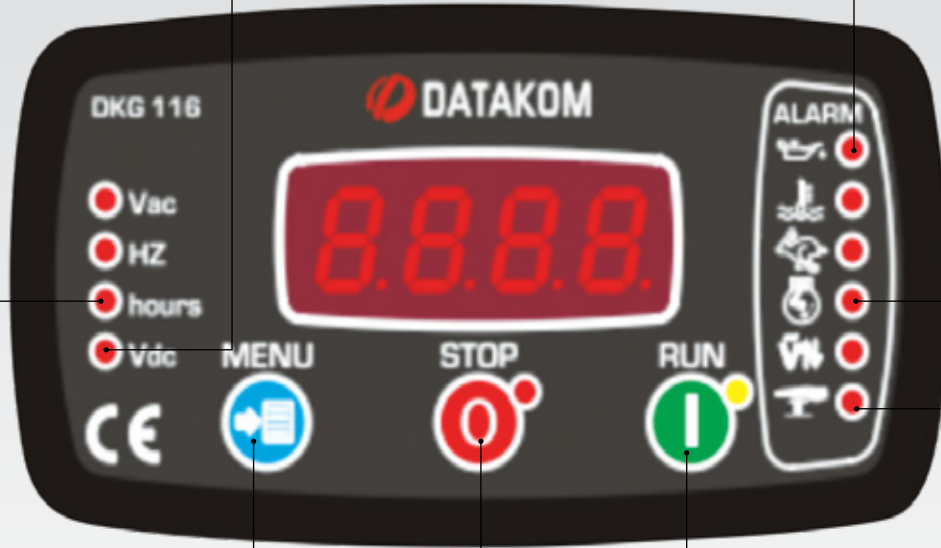 DKG 116
DATAKOM
ALARM
Vac
HZ
hours
Vdc
8.8.8.8.
MENU
STOP
RUN
CE